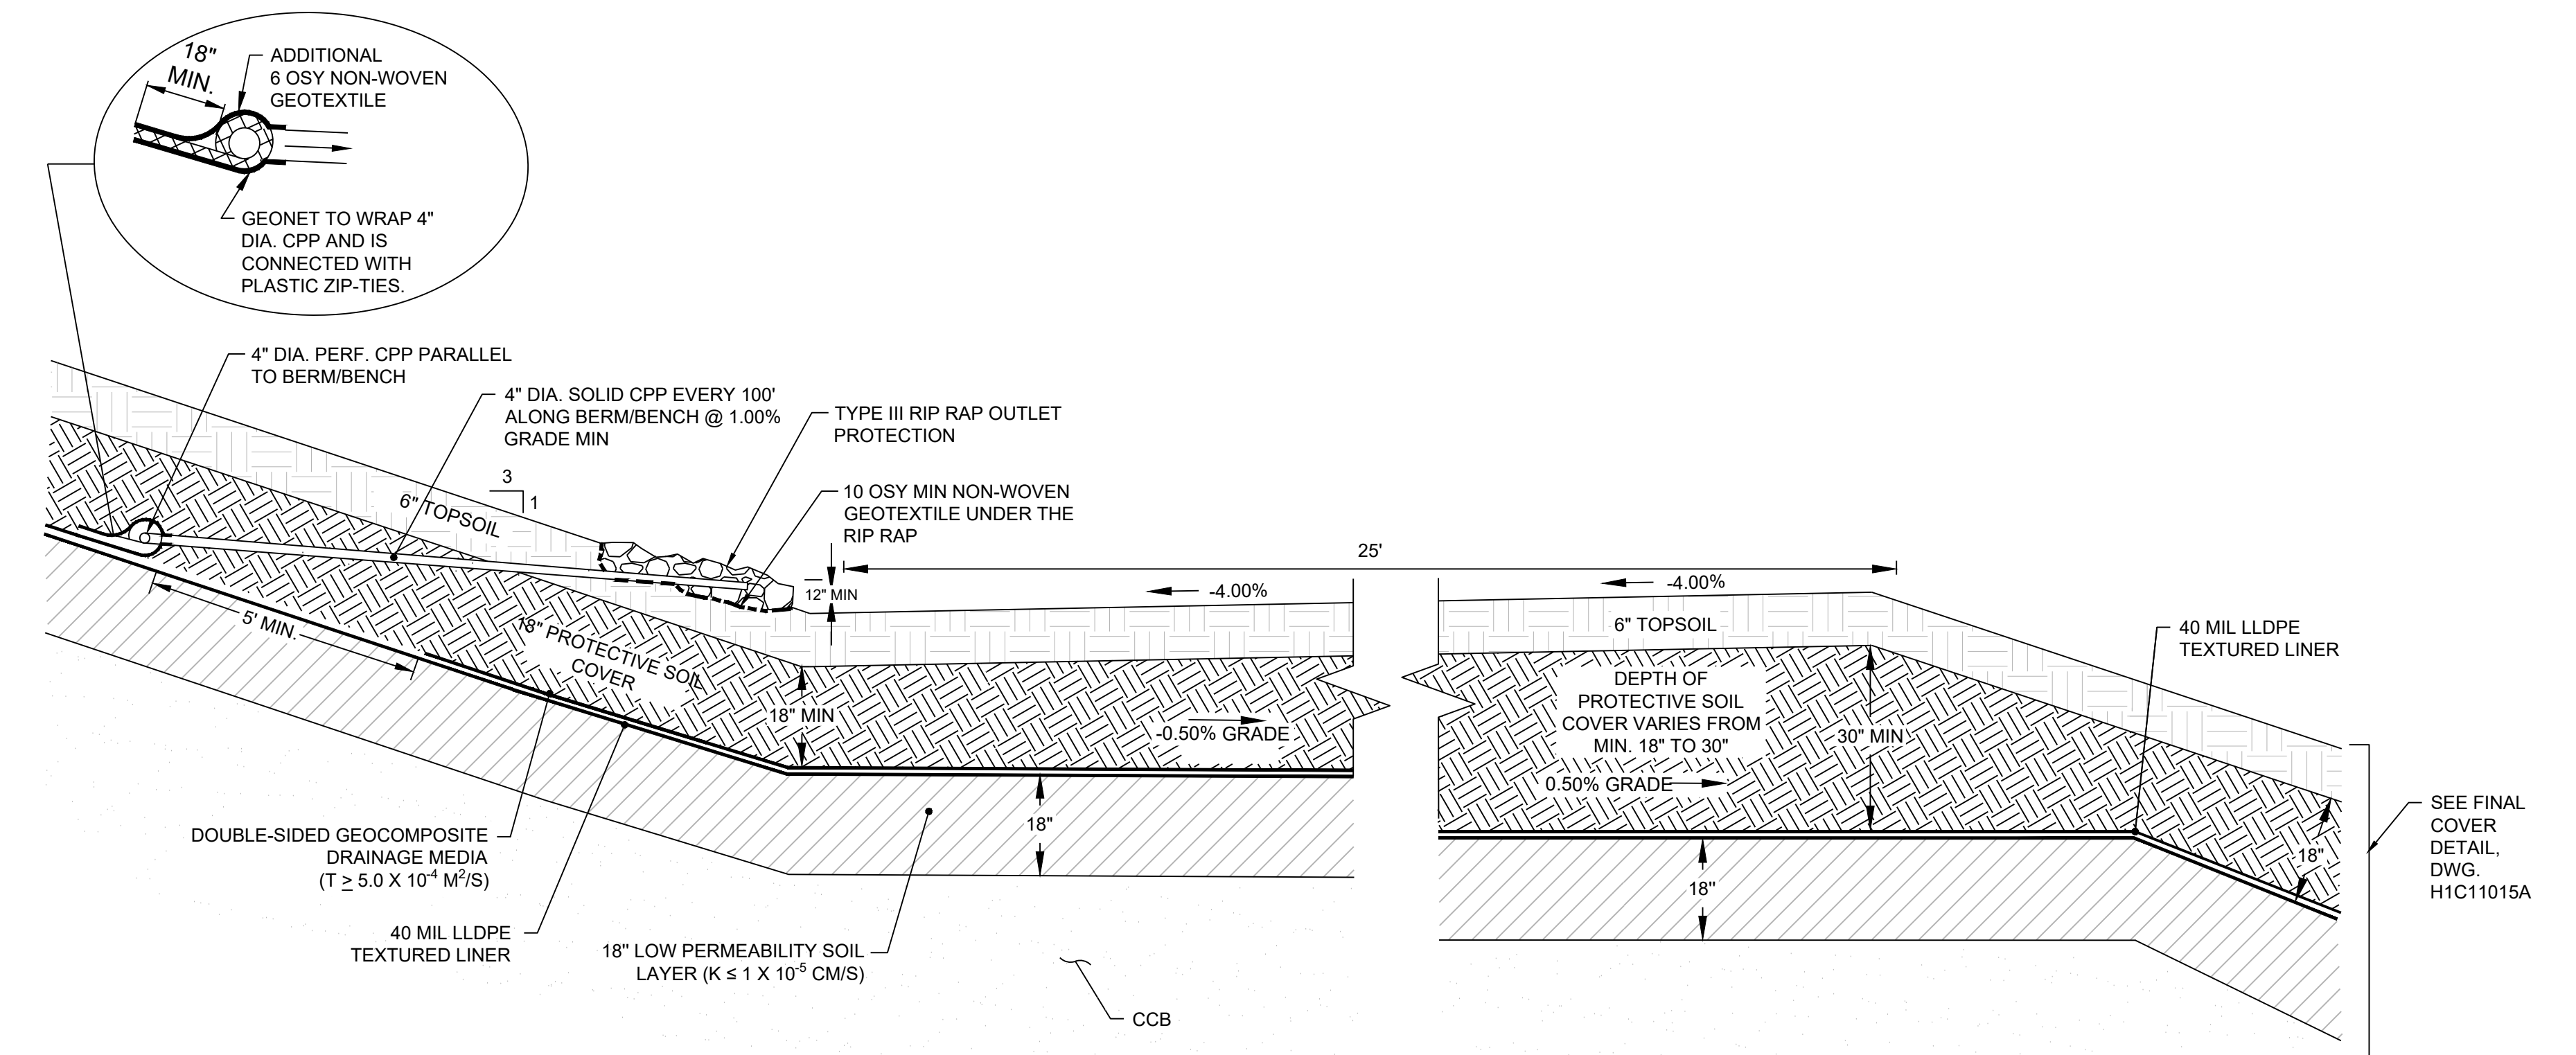 18"
MIN.
ADDITIONAL
6 OSY NON-WOVEN
GEOTEXTILE
GEONET TO WRAP 4"
DIA. CPP AND IS
CONNECTED WITH
PLASTIC ZIP-TIES.
4" DIA. PERF. CPP PARALLEL
TO BERM/BENCH
4" DIA. SOLID CPP EVERY 100'
ALONG BERM/BENCH @ 1.00%
GRADE MIN
TYPE III RIP RAP OUTLET
PROTECTION
3
1
6" TOPSOIL
10 OSY MIN NON-WOVEN
GEOTEXTILE UNDER THE
RIP RAP
25'
12" MIN
-4.00%
-4.00%
5' MIN.
18" PROTECTIVE SOIL
COVER
6" TOPSOIL
40 MIL LLDPE
TEXTURED LINER
18" MIN
-0.50% GRADE
DEPTH OF
PROTECTIVE SOIL
COVER VARIES FROM
MIN. 18" TO 30"
30" MIN
0.50% GRADE
18"
18"
18"
SEE FINAL
COVER
DETAIL,
DWG.
H1C11015A
DOUBLE-SIDED GEOCOMPOSITE
DRAINAGE MEDIA
(T ≥ 5.0 X 10⁻⁴ M²/S)
40 MIL LLDPE
TEXTURED LINER
18" LOW PERMEABILITY SOIL
LAYER (K ≤ 1 X 10⁻⁵ CM/S)
CCB